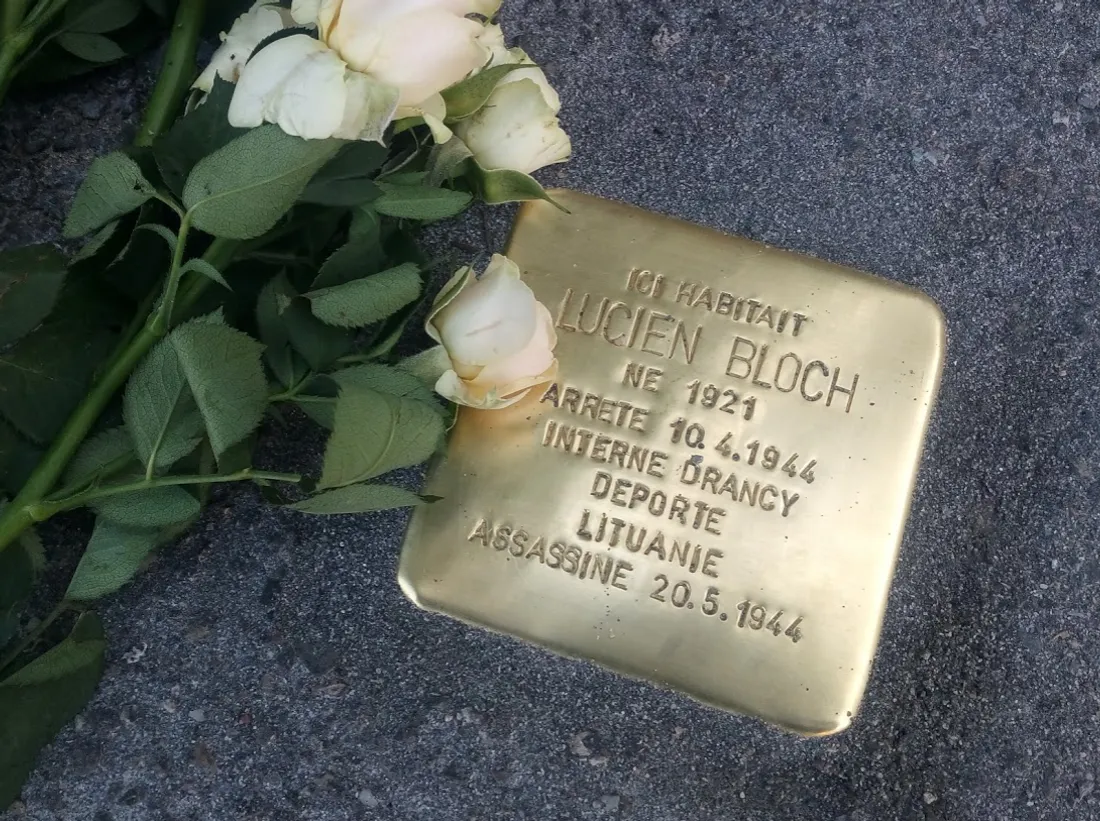 ICI HABITAIT
LUCIEN BLOCH
NE 1921
ARRETE 10.4.1944
INTERNE DRANCY
DEPORTE
LITUANIE
ASSASSINE 20.5.1944